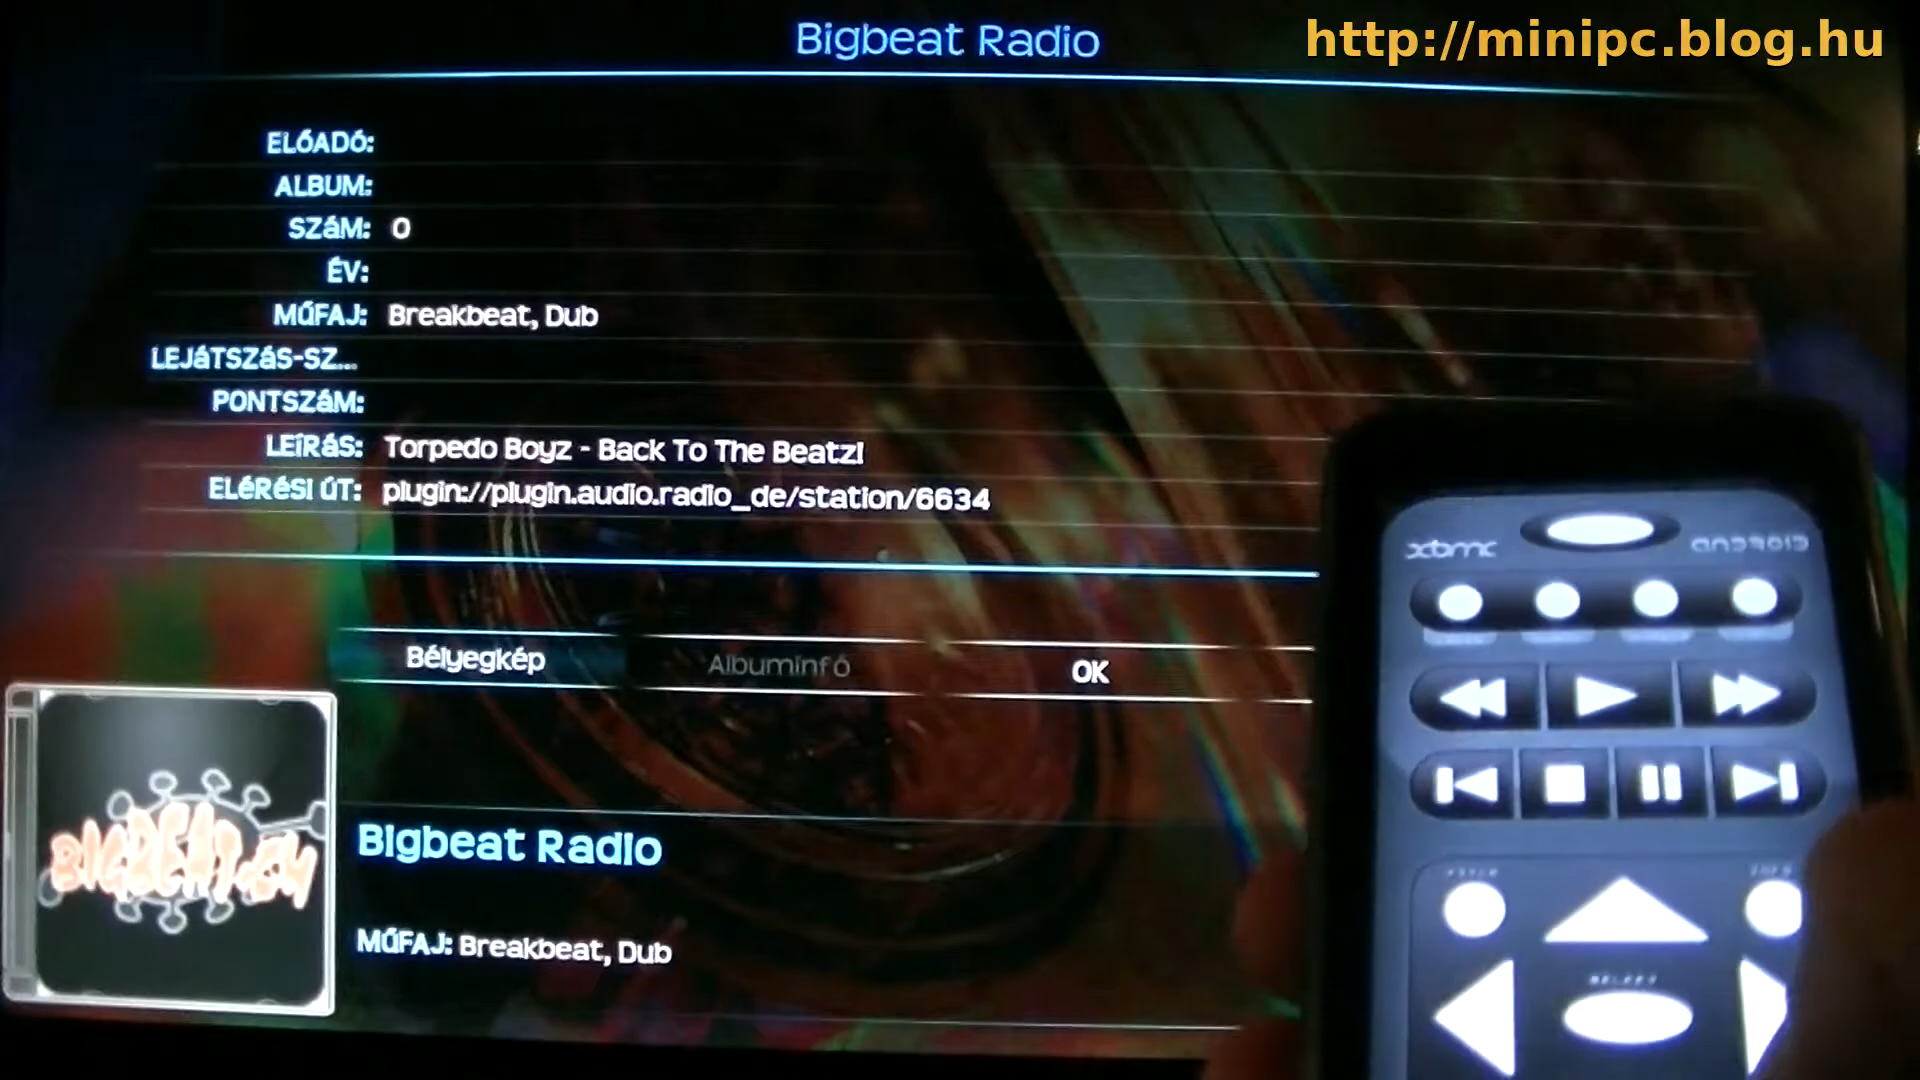 Bigbeat Radio
http://minipc.blog.hu
ELŐADÓ:
ALBUM:
SZÁM: 0
ÉV:
MŰFAJ: Breakbeat, Dub
LEJÁTSZÁS-SZ...
PONTSZÁM:
LEÍRÁS: Torpedo Boyz - Back To The Beatz!
ELÉRÉSI ÚT: plugin://plugin.audio.radio_de/station/6634
xbmc ANDROID
Bélyegkép Albuminfó OK
BIGBEAT
Bigbeat Radio
MŰFAJ: Breakbeat, Dub
SELECT